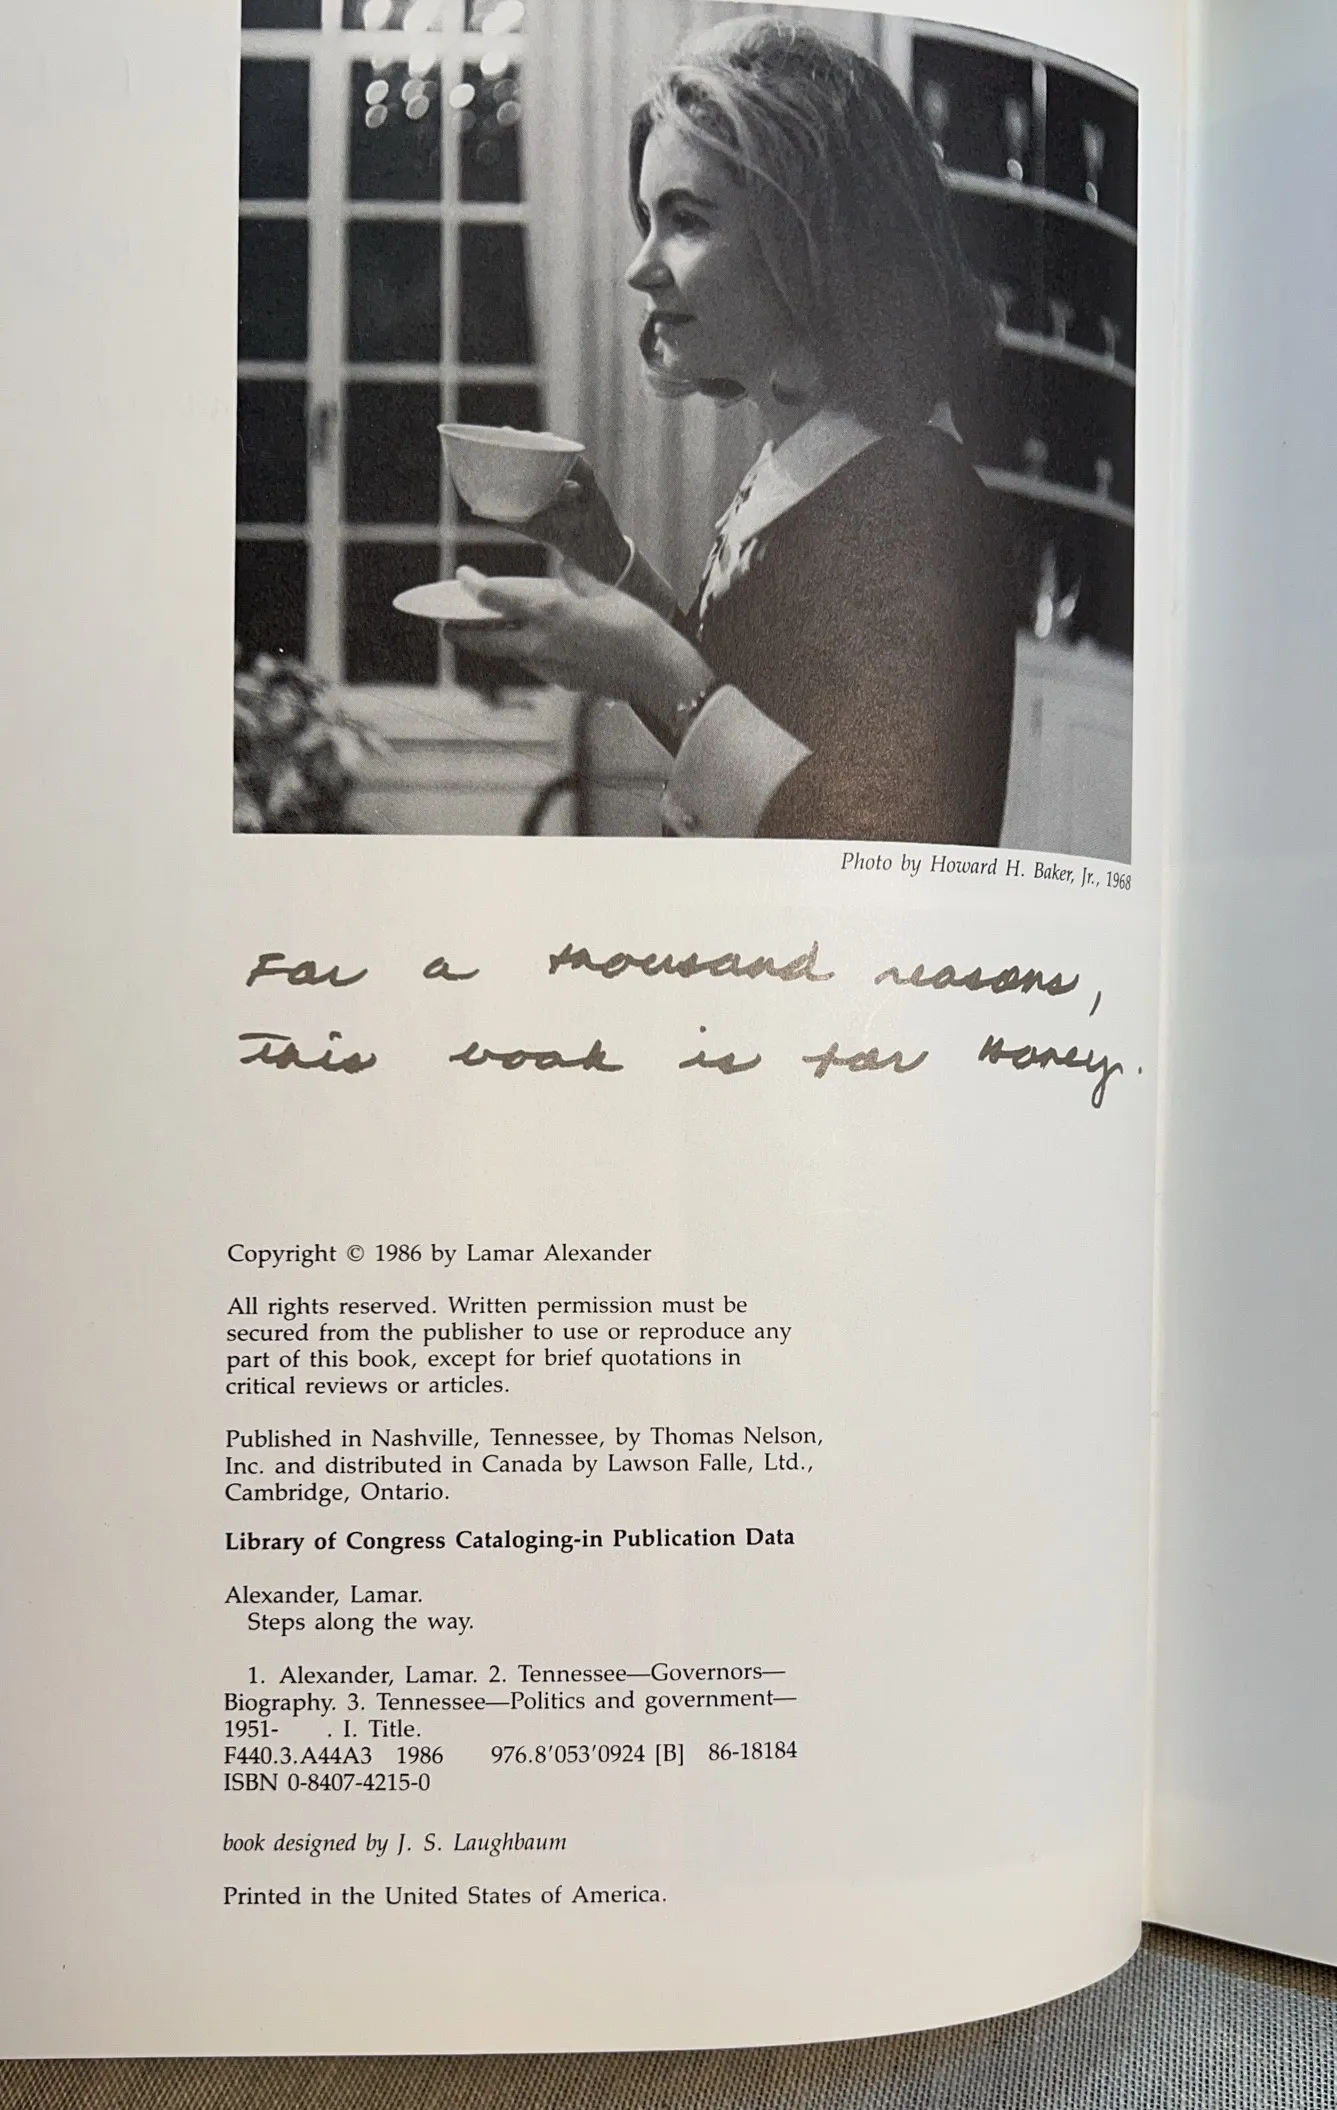 Photo by Howard H. Baker, Jr., 1968
For a thousand reasons,
This book is for Honey.
Copyright © 1986 by Lamar Alexander
All rights reserved. Written permission must be
secured from the publisher to use or reproduce any
part of this book, except for brief quotations in
critical reviews or articles.
Published in Nashville, Tennessee, by Thomas Nelson,
Inc. and distributed in Canada by Lawson Falle, Ltd.,
Cambridge, Ontario.
Library of Congress Cataloging-in Publication Data
Alexander, Lamar.
Steps along the way.
1. Alexander, Lamar. 2. Tennessee—Governors—
Biography. 3. Tennessee—Politics and government—
1951-    . I. Title.
F440.3.A44A3 1986 976.8′053′0924 [B] 86-18184
ISBN 0-8407-4215-0
book designed by J. S. Laughbaum
Printed in the United States of America.